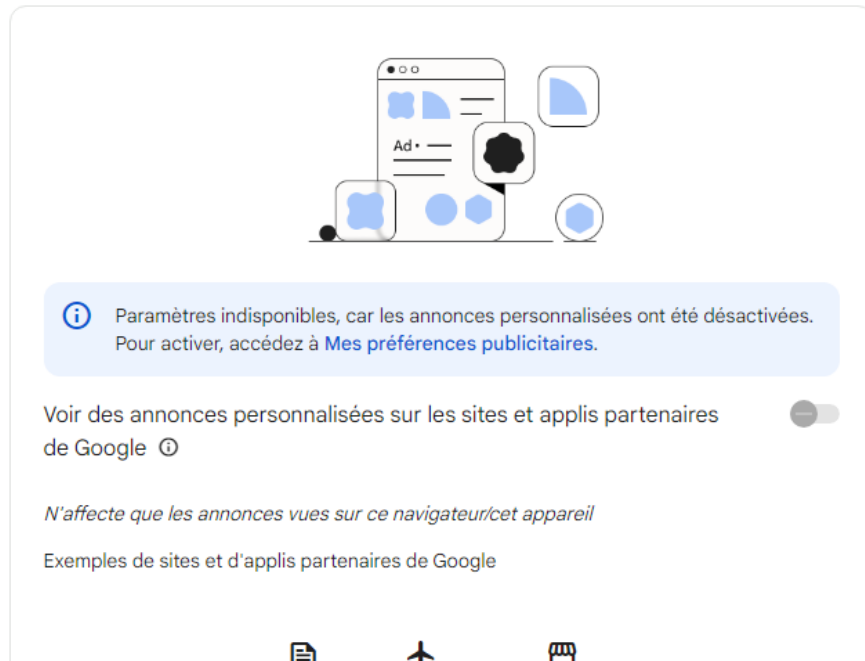 Ad
Paramètres indisponibles, car les annonces personnalisées ont été désactivées.
Pour activer, accédez à Mes préférences publicitaires.
Voir des annonces personnalisées sur les sites et applis partenaires
de Google
N'affecte que les annonces vues sur ce navigateur/cet appareil
Exemples de sites et d'applis partenaires de Google